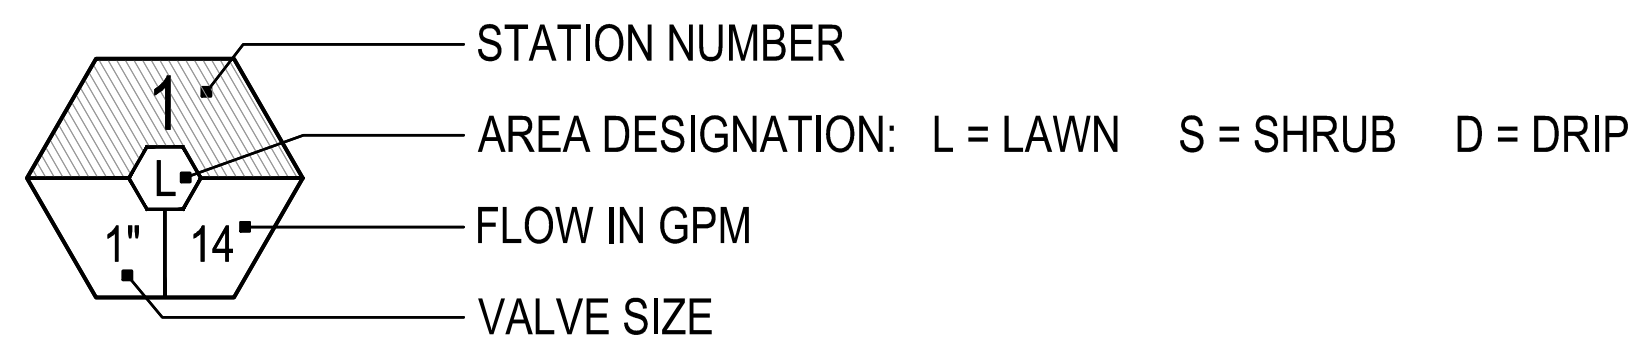 1
L
1" 14
STATION NUMBER
AREA DESIGNATION: L = LAWN S = SHRUB D = DRIP
FLOW IN GPM
VALVE SIZE